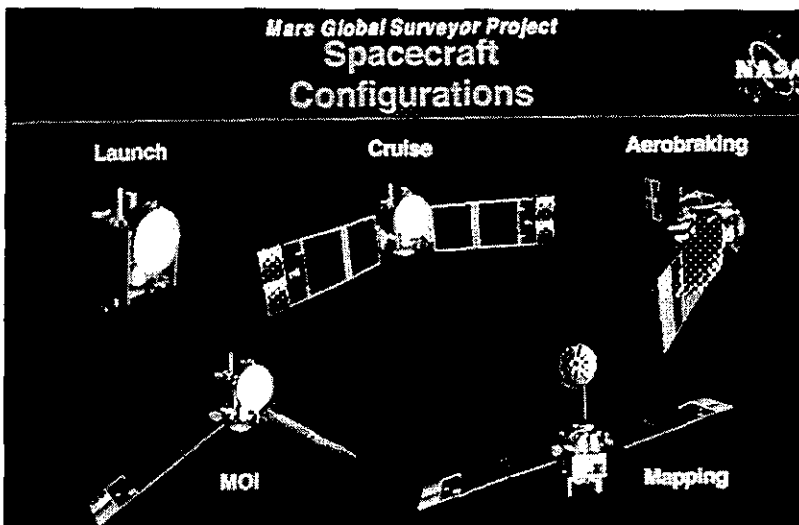 Mars Global Surveyor Project
Spacecraft
Configurations
NASA
Launch
Cruise
Aerobraking
MOI
Mapping